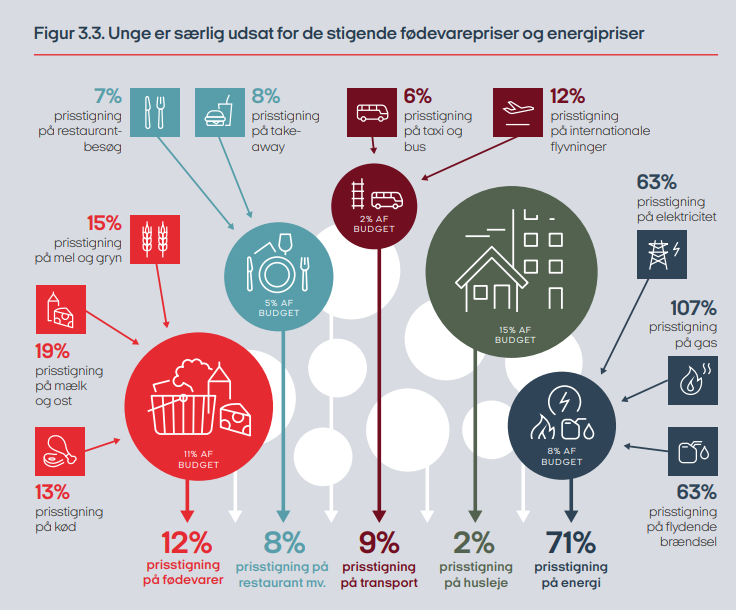 Figur 3.3. Unge er særlig udsat for de stigende fødevarepriser og energipriser
7%
prisstigning
på restaurant-
besøg
8%
prisstigning
på take-
away
6%
prisstigning
på taxi og
bus
12%
prisstigning
på internationale
flyvninger
63%
prisstigning
på elektricitet
15%
prisstigning
på mel og gryn
2% AF
BUDGET
5% AF
BUDGET
15% AF
BUDGET
107%
prisstigning
på gas
19%
prisstigning
på mælk
og ost
11% AF
BUDGET
8% AF
BUDGET
13%
prisstigning
på kød
63%
prisstigning
på flydende
brændsel
12%
prisstigning
på fødevarer
8%
prisstigning på
restaurant mv.
9%
prisstigning
på transport
2%
prisstigning
på husleje
71%
prisstigning
på energi